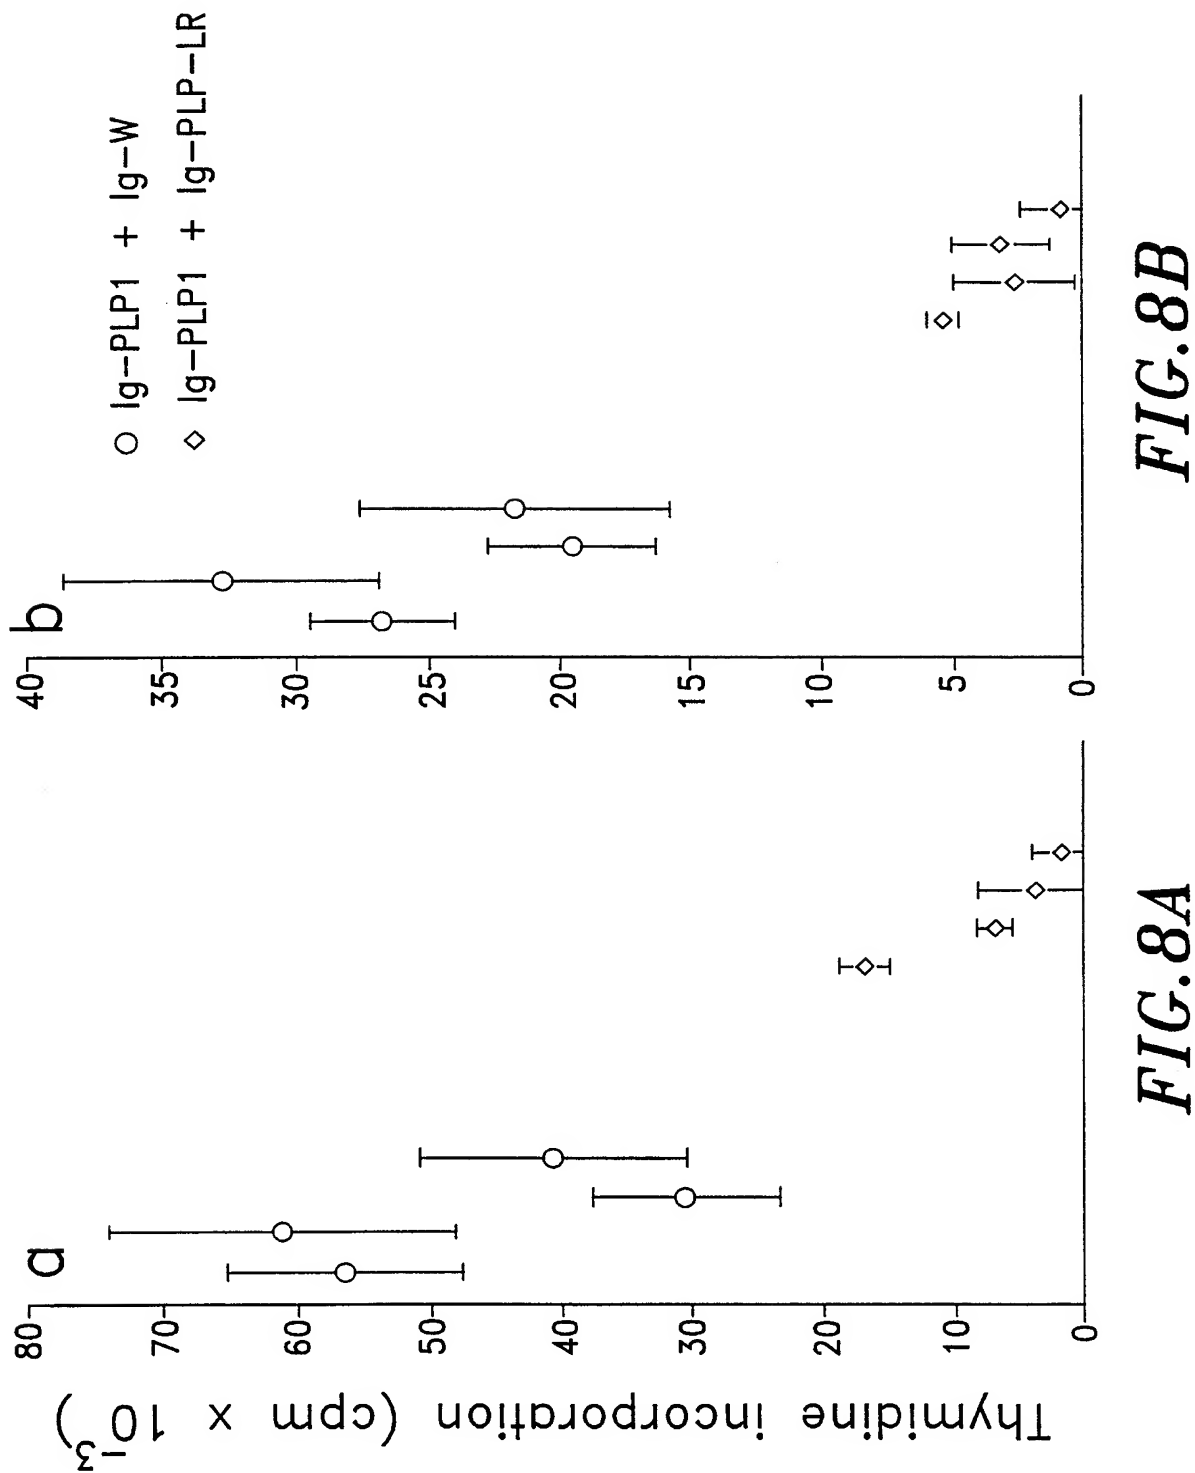 Thymidine incorporation (cpm x 10⁻³)
a
80
70
60
50
40
30
20
10
0
FIG.8A
b
40
35
30
25
20
15
10
5
0
Ig-PLP1 + Ig-W
Ig-PLP1 + Ig-PLP-LR
FIG.8B